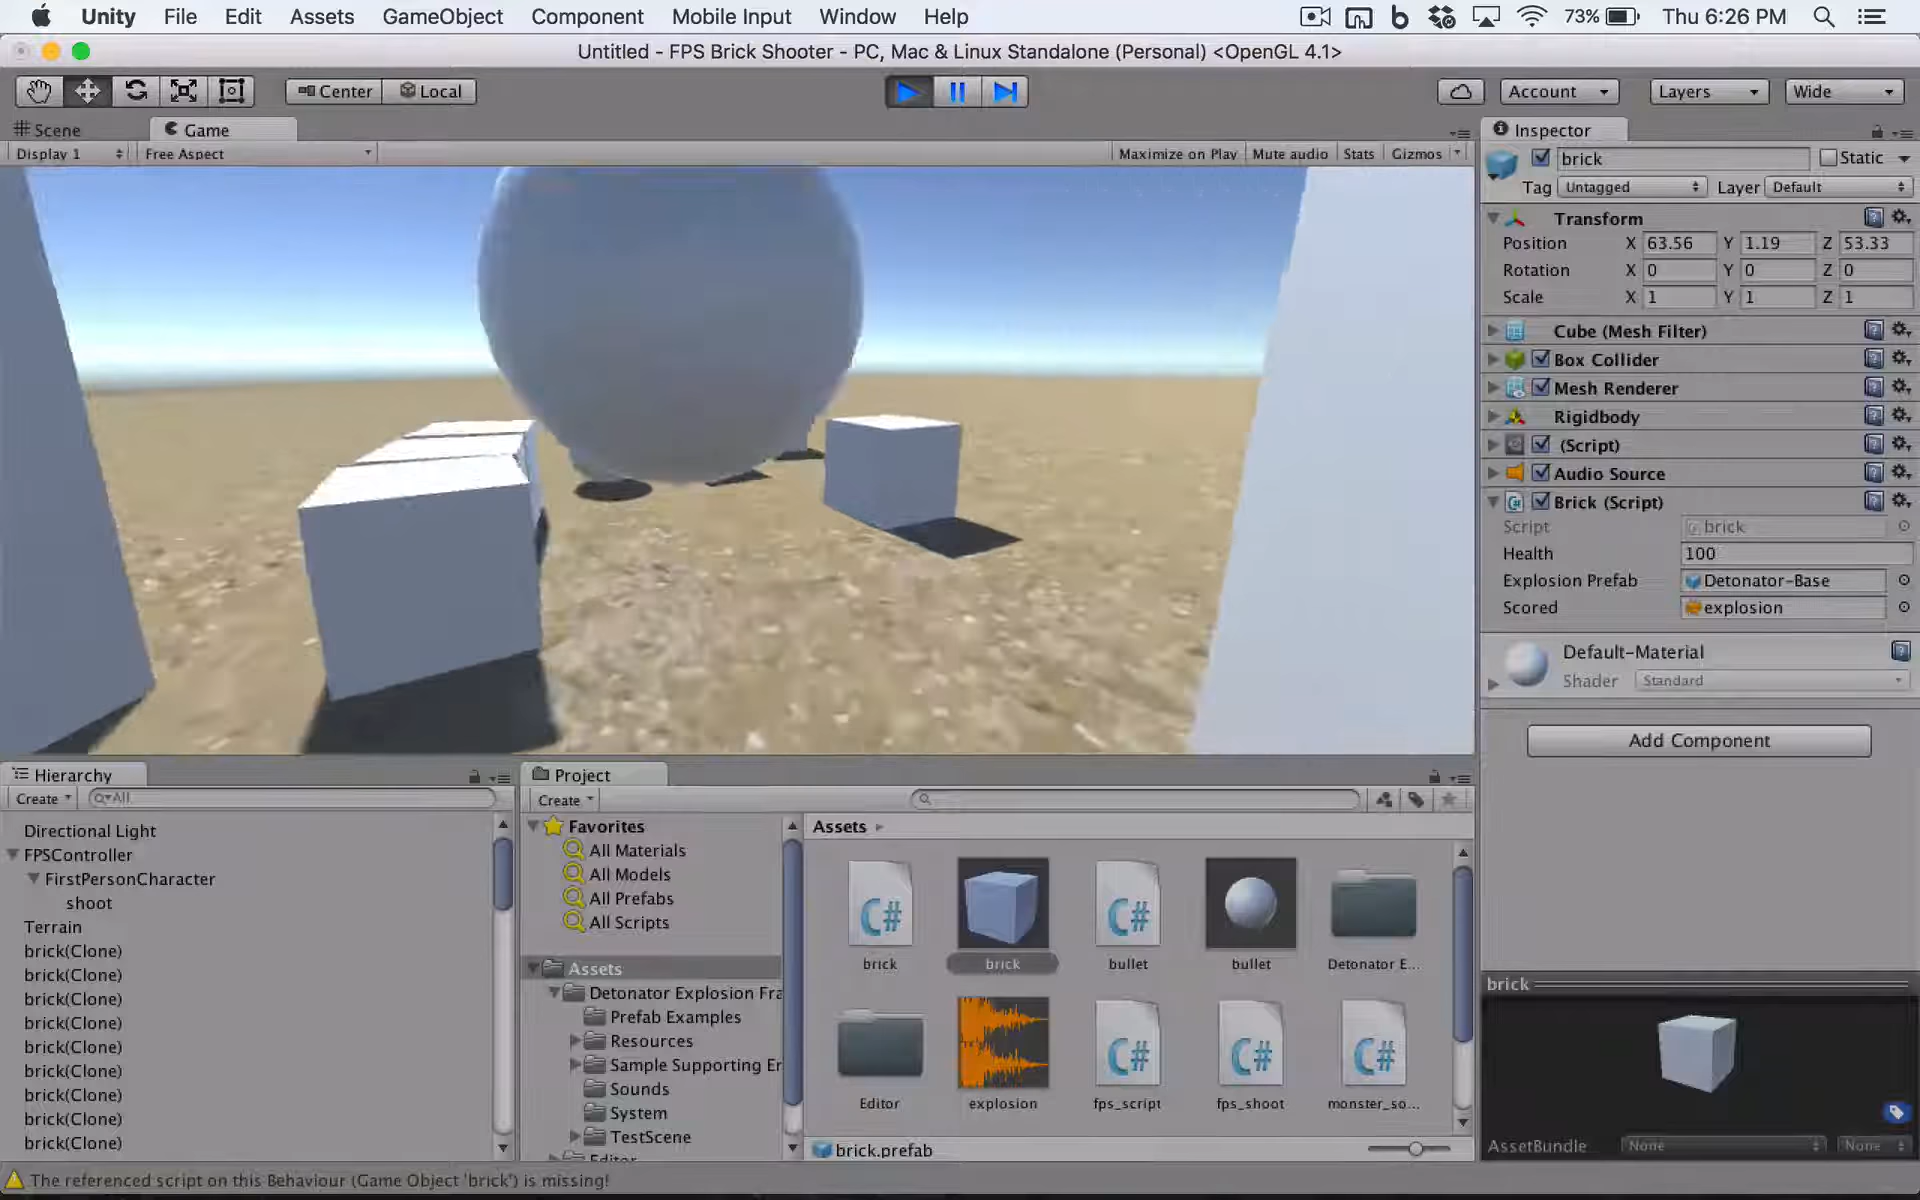 Unity File Edit Assets GameObject Component Mobile Input Window Help 73% Thu 6:26 PM
Untitled - FPS Brick Shooter - PC, Mac & Linux Standalone (Personal) <OpenGL 4.1>
Center Local Account Layers Wide
Scene Game
Display 1 Free Aspect Maximize on Play Mute audio Stats Gizmos
Inspector
brick Static
Tag Untagged Layer Default
Transform
Position X 63.56 Y 1.19 Z 53.33
Rotation X 0 Y 0 Z 0
Scale X 1 Y 1 Z 1
Cube (Mesh Filter)
Box Collider
Mesh Renderer
Rigidbody
(Script)
Audio Source
Brick (Script)
Script brick
Health 100
Explosion Prefab Detonator-Base
Scored explosion
Default-Material
Shader Standard
Add Component
Hierarchy
Create All
Directional Light
FPSController
FirstPersonCharacter
shoot
Terrain
brick(Clone)
brick(Clone)
brick(Clone)
brick(Clone)
brick(Clone)
brick(Clone)
brick(Clone)
brick(Clone)
brick(Clone)
Project
Create
Favorites
All Materials
All Models
All Prefabs
All Scripts
Assets
Detonator Explosion Fra
Prefab Examples
Resources
Sample Supporting Er
Sounds
System
TestScene
Editor
Assets
C# C#
brick brick bullet bullet Detonator E...
C# C# C#
Editor explosion fps_script fps_shoot monster_so...
brick.prefab
brick
AssetBundle None None
The referenced script on this Behaviour (Game Object 'brick') is missing!